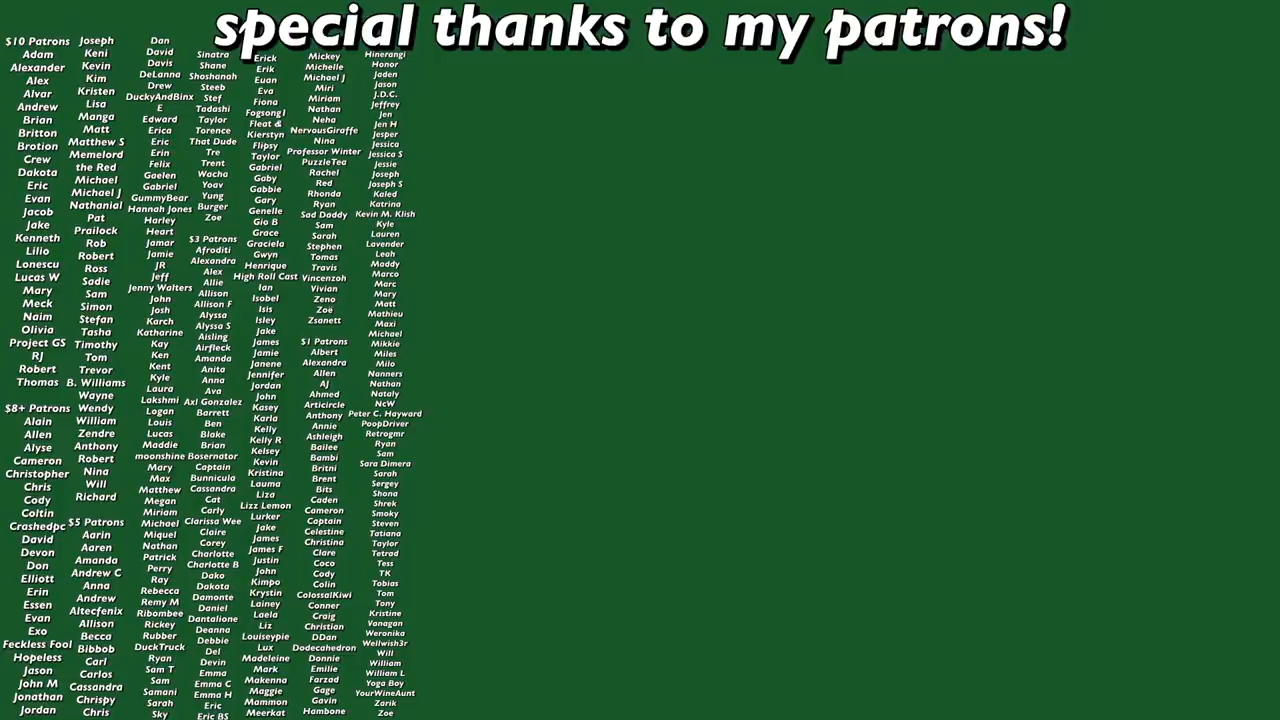 special thanks to my patrons!
$10 Patrons
Adam
Alexander
Alex
Alvar
Andrew
Brian
Britton
Brotion
Crew
Dakota
Eric
Evan
Jacob
Jake
Kenneth
Lilio
Lonescu
Lucas W
Mary
Meck
Naim
Olivia
Project GS
RJ
Robert
Thomas
$8+ Patrons
Alain
Allen
Alyse
Cameron
Christopher
Chris
Cody
Coltin
Crashedpc
David
Devon
Don
Elliott
Erin
Essen
Evan
Exo
Feckless Fool
Hopeless
Jason
John M
Jonathan
Jordan
Joseph
Keni
Kevin
Kim
Kristen
Lisa
Manga
Matt
Matthew S
Memelord
the Red
Michael
Michael J
Nathanial
Pat
Prailock
Rob
Robert
Ross
Sadie
Sam
Simon
Stefan
Tasha
Timothy
Tom
Trevor
B. Williams
Wayne
Wendy
William
Zendre
Anthony
Robert
Nina
Will
Richard
$5 Patrons
Aarin
Aaren
Amanda
Andrew C
Anna
Andrew
Altecfenix
Allison
Becca
Bibbob
Carl
Carlos
Cassandra
Chrispy
Chris
Dan
David
Davis
DeLanna
Drew
DuckyAndBinx
E
Edward
Erica
Eric
Erin
Felix
Gaelen
Gabriel
GummyBear
Hannah Jones
Harley
Heart
Jamar
Jamie
JR
Jeff
Jenny Walters
John
Josh
Karch
Katharine
Kay
Ken
Kent
Kyle
Laura
Lakshmi
Logan
Louis
Lucas
Maddie
moonshine
Mary
Max
Matthew
Megan
Miriam
Michael
Miquel
Nathan
Patrick
Perry
Ray
Rebecca
Remy M
Ribombee
Rickey
Rubber
DuckTruck
Ryan
Sam T
Sam
Samani
Sarah
Sky
Sinatra
Shane
Shoshanah
Steeb
Stef
Tadashi
Taylor
Torence
That Dude
Tre
Trent
Wacha
Yoav
Yung
Burger
Zoe
$3 Patrons
Afroditi
Alexandra
Alex
Allie
Allison
Allison F
Alyssa
Alyssa S
Aisling
Airfleck
Amanda
Anita
Anna
Ava
Axl Gonzalez
Barrett
Ben
Blake
Brian
Bosernator
Captain
Bunnicula
Cassandra
Cat
Carly
Clarissa Wee
Claire
Corey
Charlotte
Charlotte B
Dako
Dakota
Damonte
Daniel
Dantalione
Deanna
Debbie
Del
Devin
Emma
Emma C
Emma H
Eric
Eric BS
Erick
Erik
Euan
Eva
Fiona
Fogsong1
Fleat &
Kierstyn
Flipsy
Taylor
Gabriel
Gaby
Gabbie
Gary
Genelle
Gio B
Grace
Graciela
Gwyn
Henrique
High Roll Cast
Ian
Isobel
Isis
Isley
Jake
James
Jamie
Janene
Jennifer
Jordan
John
Kasey
Karla
Kelly
Kelly R
Kelsey
Kevin
Kristina
Lauma
Liza
Lizz Lemon
Lurker
Jake
James
James F
Justin
John
Kimpo
Krystin
Lainey
Laela
Liz
Louiseypie
Lux
Madeleine
Mark
Makenna
Maggie
Mammon
Meerkat
Mickey
Michelle
Michael J
Miri
Miriam
Nathan
Neha
NervousGiraffe
Nina
Professor Winter
PuzzleTea
Rachel
Red
Rhonda
Ryan
Sad Daddy
Sam
Sarah
Stephen
Tomas
Travis
Vincenzoh
Vivian
Zeno
Zoë
Zsanett
$1 Patrons
Albert
Alexandra
Allen
AJ
Ahmed
Articircle
Anthony
Annie
Ashleigh
Bailee
Bambi
Britni
Brent
Bits
Caden
Cameron
Captain
Celestine
Christina
Clare
Coco
Cody
Colin
ColossalKiwi
Conner
Craig
Christian
DDan
Dodecahedron
Donnie
Emilie
Farzad
Gage
Gavin
Hambone
Hinerangi
Honor
Jaden
Jason
J.D.C.
Jeffrey
Jen
Jen H
Jesper
Jessica
Jessica S
Jessie
Joseph
Joseph S
Kaled
Katrina
Kevin M. Klish
Kyle
Lauren
Lavender
Leah
Maddy
Marco
Marc
Mary
Matt
Mathieu
Maxi
Michael
Mikkie
Miles
Milo
Nanners
Nathan
Nataly
NcW
Peter C. Hayward
PoopDriver
Retrogmr
Ryan
Sam
Sara Dimera
Sarah
Sergey
Shona
Shrek
Smoky
Steven
Tatiana
Taylor
Tetrad
Tess
TK
Tobias
Tom
Tony
Kristine
Vanagan
Weronika
Wellwish3r
Will
William
William L
Yoga Boy
YourWineAunt
Zarik
Zoe